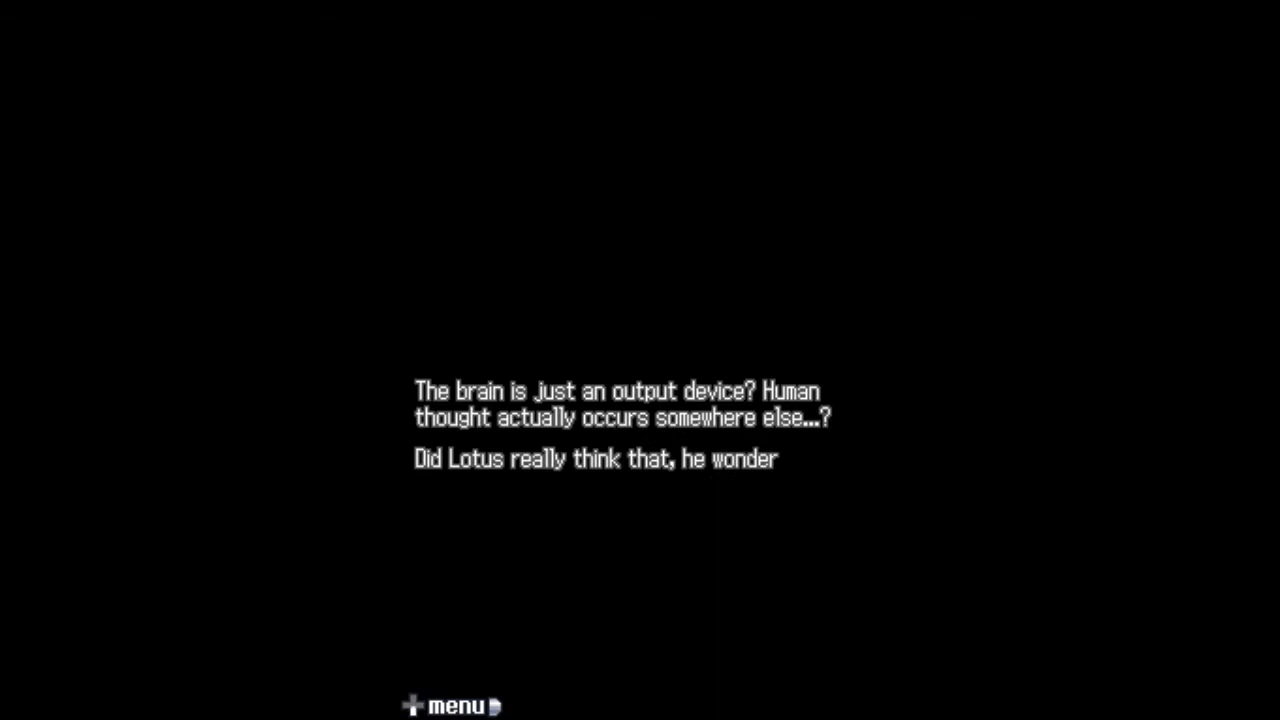 The brain is just an output device? Human
thought actually occurs somewhere else...?
Did Lotus really think that, he wonder
menu